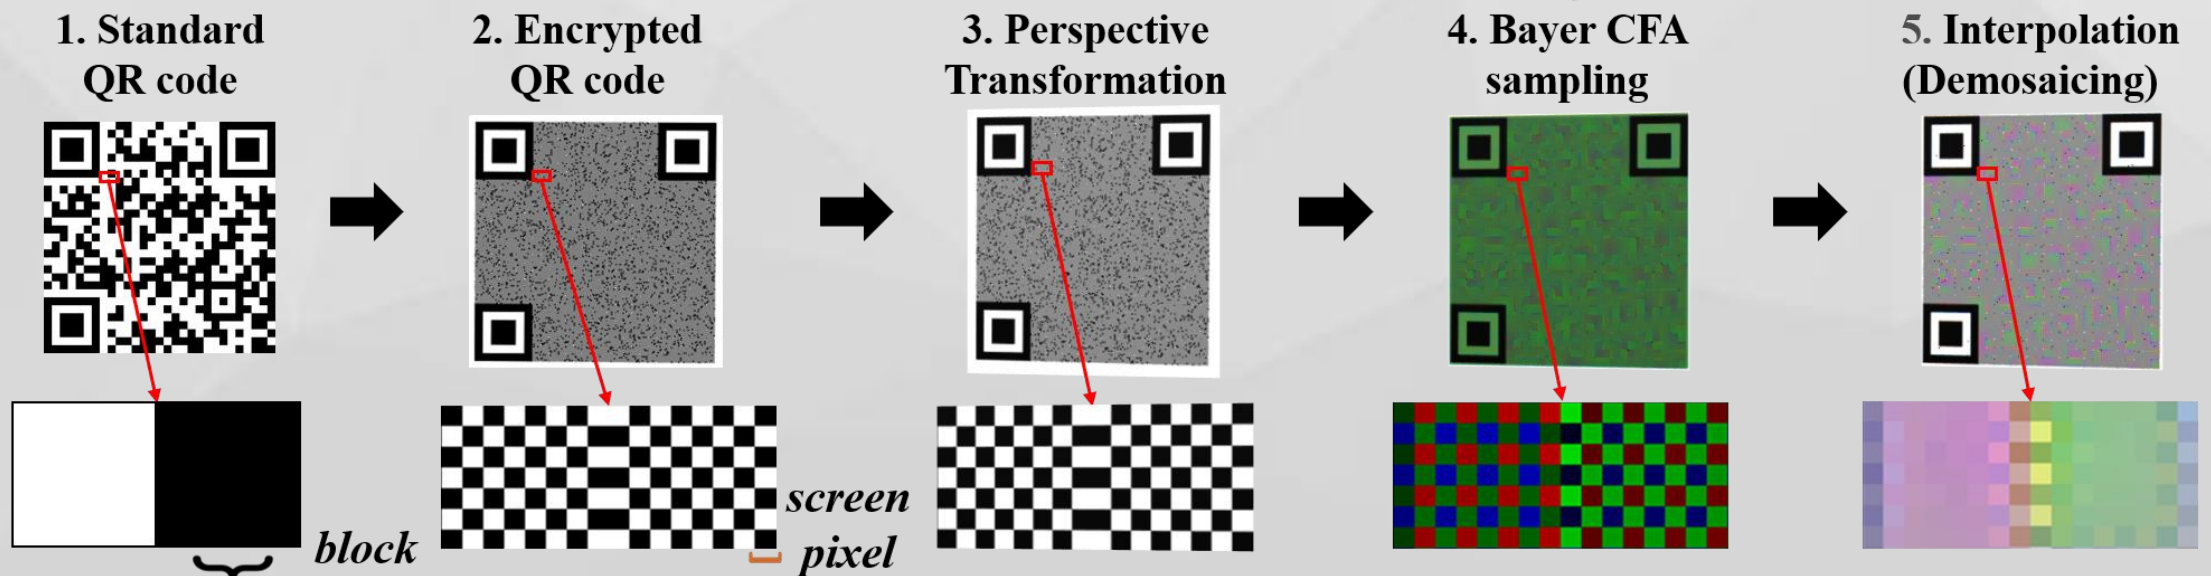 1. Standard
QR code
2. Encrypted
QR code
3. Perspective
Transformation
4. Bayer CFA
sampling
5. Interpolation
(Demosaicing)
block
screen
pixel